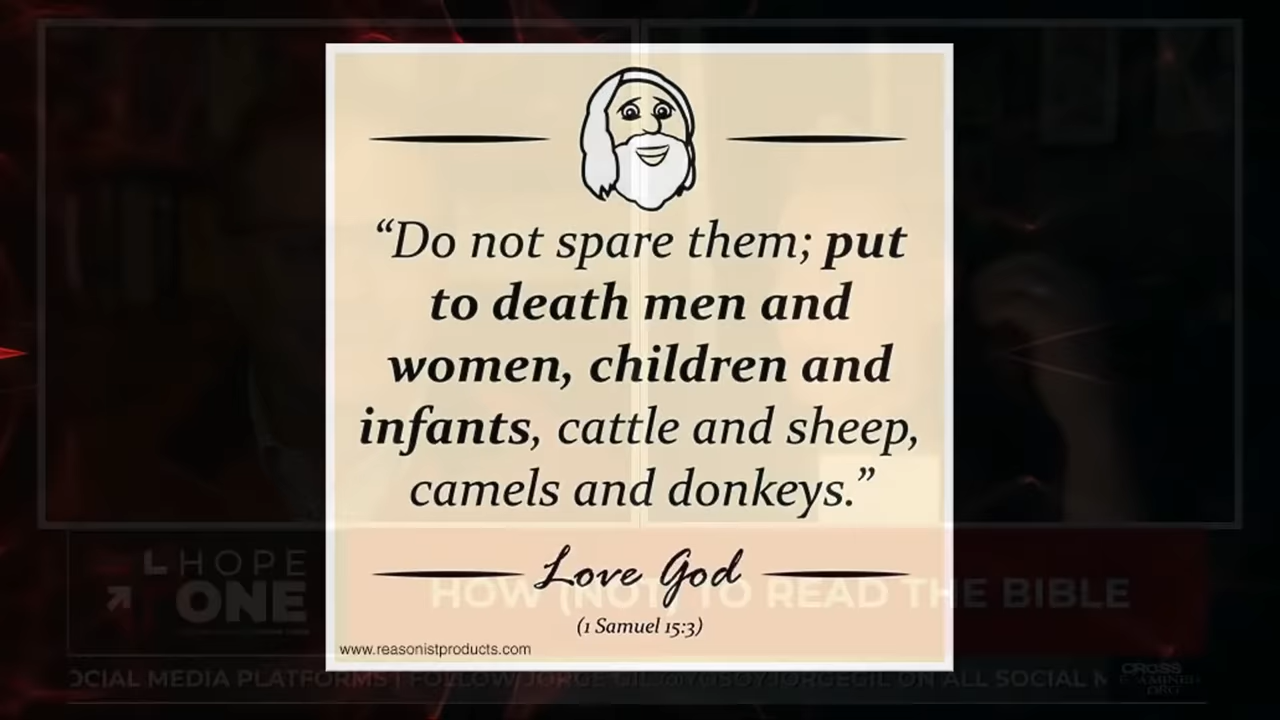 “Do not spare them; put
to death men and
women, children and
infants, cattle and sheep,
camels and donkeys.”
Love God
(1 Samuel 15:3)
www.reasonistproducts.com
HOPE
ONE
HOW (NOT) TO READ THE BIBLE
OCIAL MEDIA PLATFORMS | FOLLOW JORGE GIL ON ALL SOCIAL M
CROSS
EXAMINED
.ORG